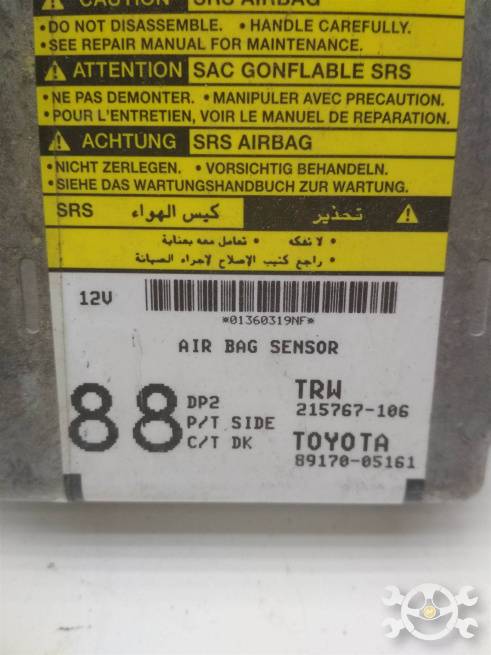 CAUTION SRS AIRBAG
•DO NOT DISASSEMBLE. •HANDLE CAREFULLY.
•SEE REPAIR MANUAL FOR MAINTENANCE.
ATTENTION SAC GONFLABLE SRS
•NE PAS DEMONTER. •MANIPULER AVEC PRECAUTION.
•POUR L'ENTRETIEN, VOIR LE MANUEL DE REPARATION.
ACHTUNG SRS AIRBAG
•NICHT ZERLEGEN. •VORSICHTIG BEHANDELN.
•SIEHE DAS WARTUNGSHANDBUCH ZUR WARTUNG.
تحذير كيس الهواء SRS
• لا تفكه • تعامل معه بعناية
• راجع كتيب الإصلاح لإجراء الصيانة
12V
*01360319NF*
AIR BAG SENSOR
88 DP2 TRW
P/T SIDE 215767-106
C/T DK TOYOTA
89170-05161